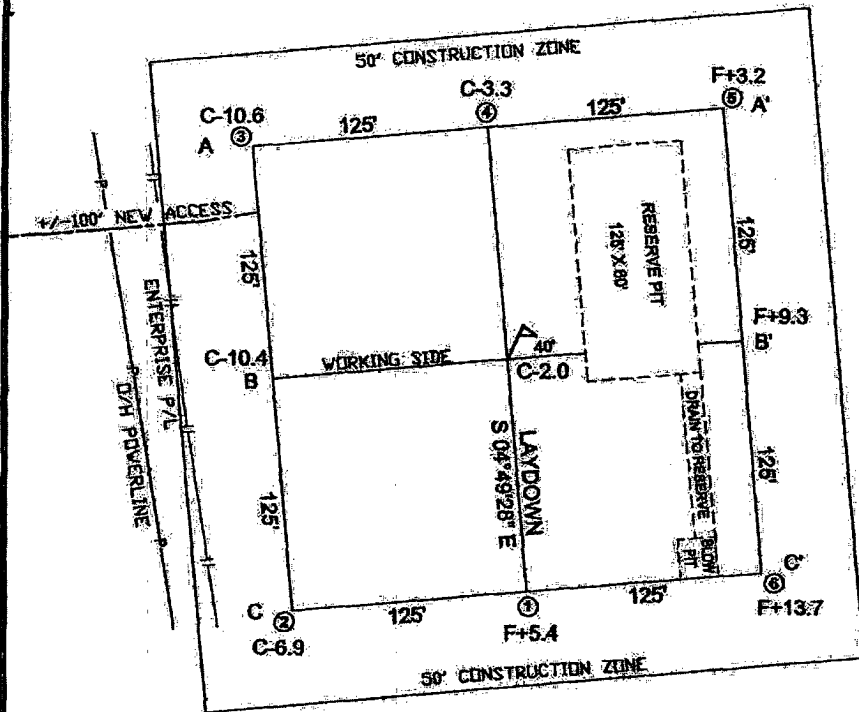 50' CONSTRUCTION ZONE
C-3.3
④
F+3.2
⑤ A'
C-10.6
A ③
125'
125'
+/-100' NEW ACCESS
125'
125'
RESERVE PIT
ENTERPRISE P/L
O/H POWERLINE
C-10.4
B
WORKING SIDE
40'
C-2.0
F+9.3
B'
LAYDOWN
S 04°49'28" E
DRAIN TO RESERVE
BLOW
PIT
125'
125'
C ②
C-6.9
125'
①
F+5.4
125'
C'
⑥
F+13.7
50' CONSTRUCTION ZONE